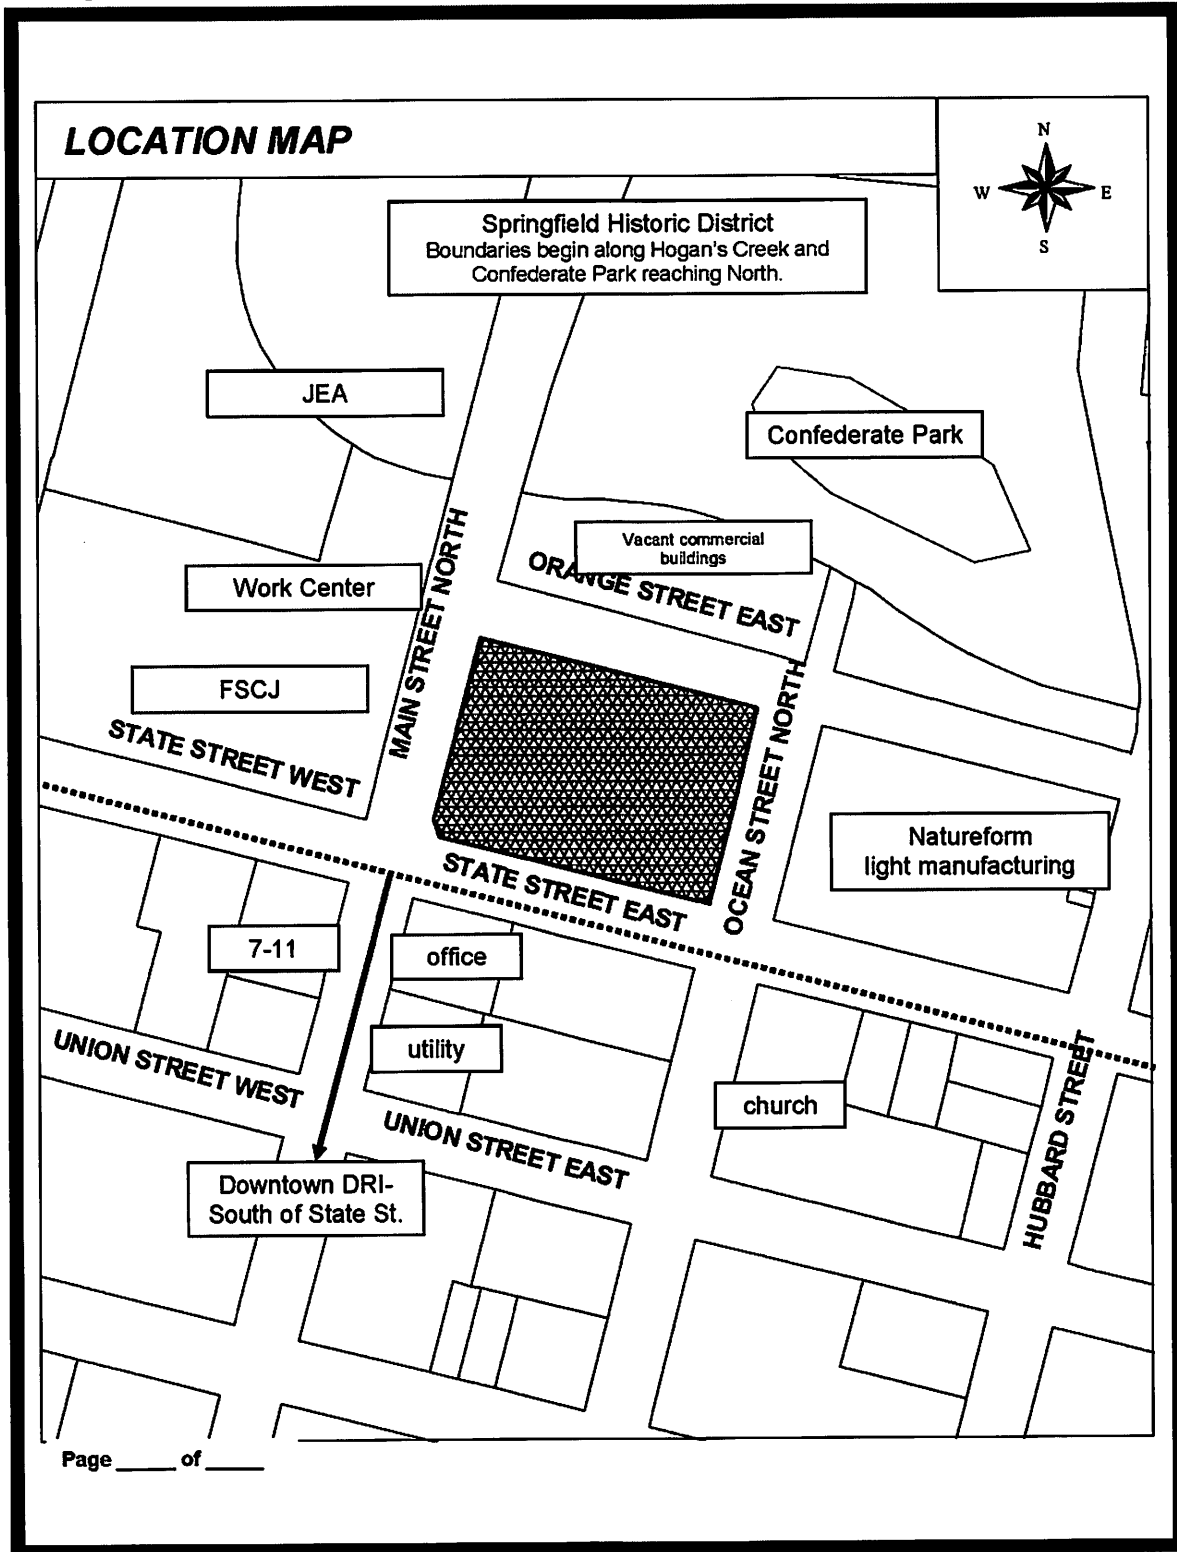 LOCATION MAP
N
W
E
S
Springfield Historic District
Boundaries begin along Hogan's Creek and
Confederate Park reaching North.
JEA
Confederate Park
Vacant commercial
buildings
ORANGE STREET EAST
MAIN STREET NORTH
Work Center
FSCJ
STATE STREET WEST
OCEAN STREET NORTH
Natureform
light manufacturing
STATE STREET EAST
7-11
office
utility
UNION STREET WEST
church
HUBBARD STREET
UNION STREET EAST
Downtown DRI-
South of State St.
Page _____ of _____